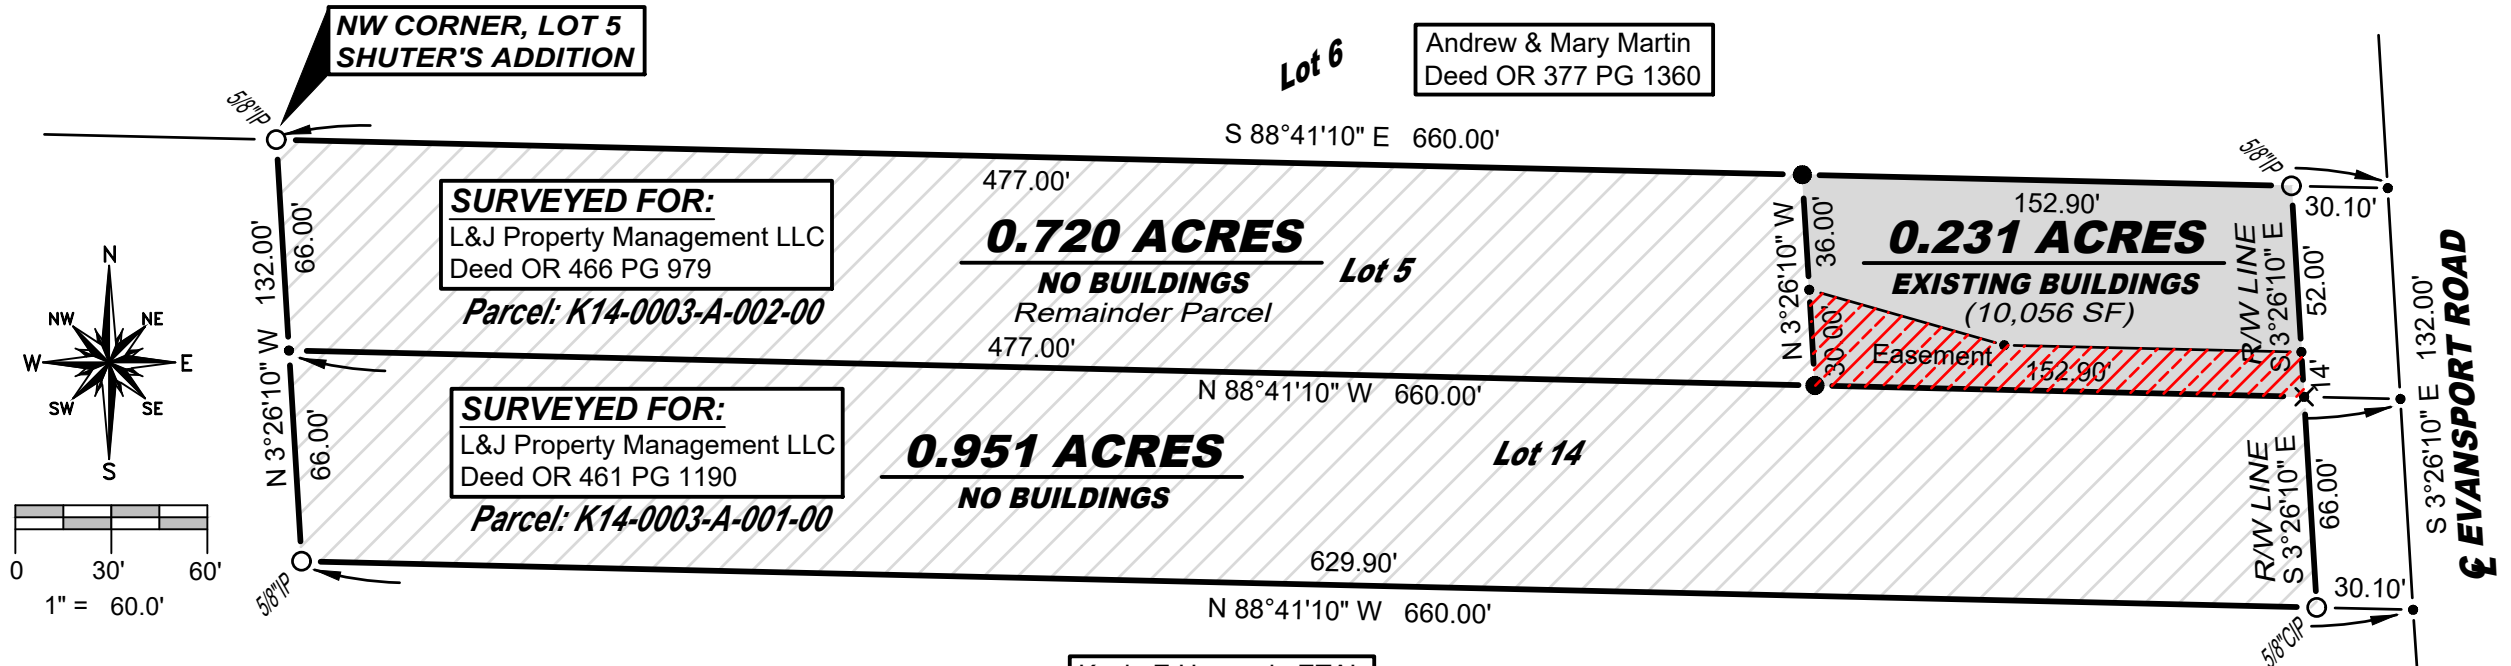 NW CORNER, LOT 5
SHUTER'S ADDITION
Lot 6
Andrew & Mary Martin
Deed OR 377 PG 1360
5/8"IP
S 88°41'10" E 660.00'
5/8"IP
477.00'
152.90'
30.10'
SURVEYED FOR:
L&J Property Management LLC
Deed OR 466 PG 979
Parcel: K14-0003-A-002-00
0.720 ACRES
NO BUILDINGS
Remainder Parcel
Lot 5
N 3°26'10" W
36.00'
30.00'
0.231 ACRES
EXISTING BUILDINGS
(10,056 SF)
R/W LINE
S 3°26'10" E
52.00'
14'
Easement
152.90'
N 3°26'10" W 132.00'
66.00'
66.00'
477.00'
N 88°41'10" W 660.00'
N
NE
E
SE
S
SW
W
NW
SURVEYED FOR:
L&J Property Management LLC
Deed OR 461 PG 1190
Parcel: K14-0003-A-001-00
0.951 ACRES
NO BUILDINGS
Lot 14
R/W LINE
S 3°26'10" E
66.00'
S 3°26'10" E 132.00'
℄ EVANSPORT ROAD
0 30' 60'
1" = 60.0'
5/8"IP
629.90'
30.10'
N 88°41'10" W 660.00'
5/8"CIP